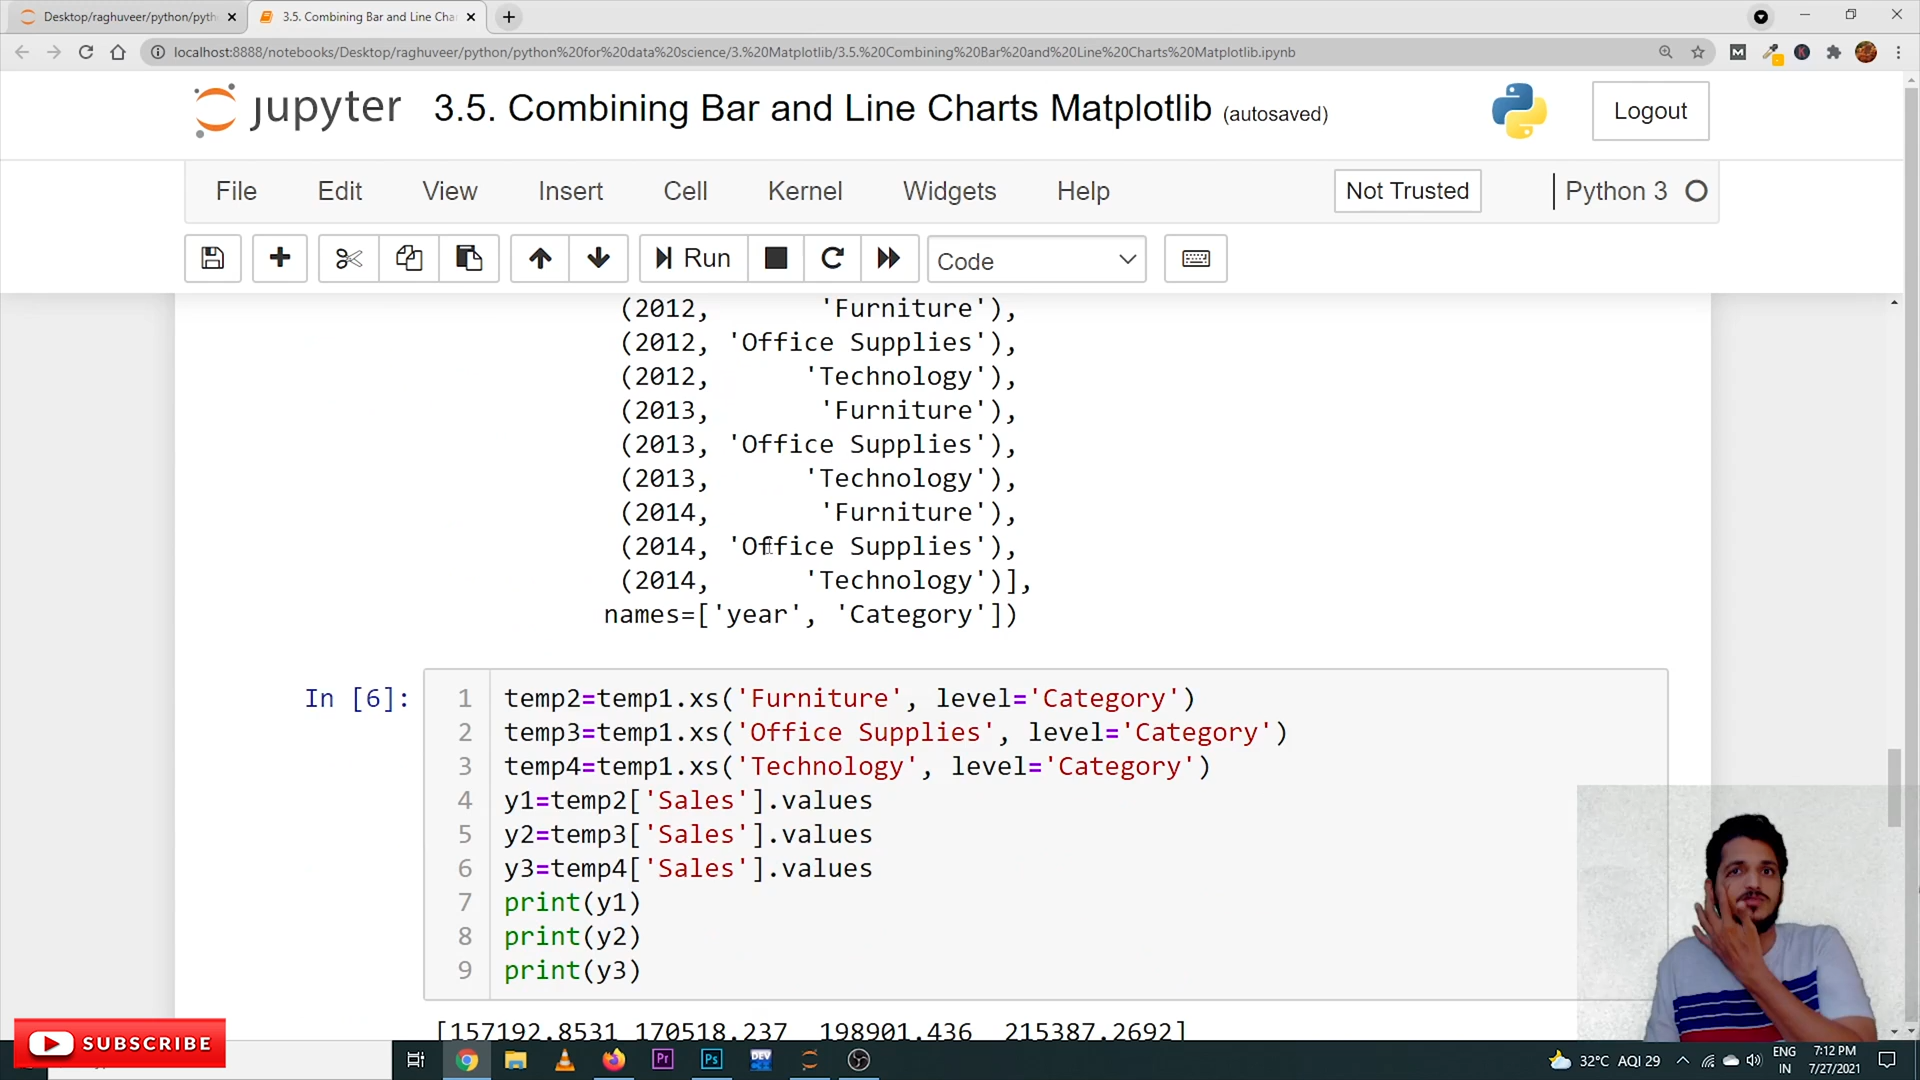 Desktop/raghuveer/python/pyth
3.5. Combining Bar and Line Cha
localhost:8888/notebooks/Desktop/raghuveer/python/python%20for%20data%20science/3.%20Matplotlib/3.5.%20Combining%20Bar%20and%20Line%20Charts%20Matplotlib.ipynb
jupyter 3.5. Combining Bar and Line Charts Matplotlib (autosaved)
Logout
File Edit View Insert Cell Kernel Widgets Help Not Trusted Python 3
Run Code
(2012, 'Furniture'),
(2012, 'Office Supplies'),
(2012, 'Technology'),
(2013, 'Furniture'),
(2013, 'Office Supplies'),
(2013, 'Technology'),
(2014, 'Furniture'),
(2014, 'Office Supplies'),
(2014, 'Technology')],
names=['year', 'Category'])
In [6]:
1 temp2=temp1.xs('Furniture', level='Category')
2 temp3=temp1.xs('Office Supplies', level='Category')
3 temp4=temp1.xs('Technology', level='Category')
4 y1=temp2['Sales'].values
5 y2=temp3['Sales'].values
6 y3=temp4['Sales'].values
7 print(y1)
8 print(y2)
9 print(y3)
[157192.8531 170518.237 198901.436 215387.2692]
SUBSCRIBE
Pr Ps DEV
32°C AQI 29
ENG
IN
7:12 PM
7/27/2021